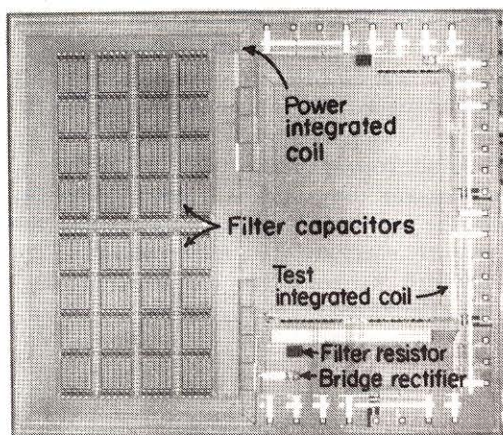 Power
integrated
coil
Filter capacitors
Test
integrated coil
Filter resistor
Bridge rectifier